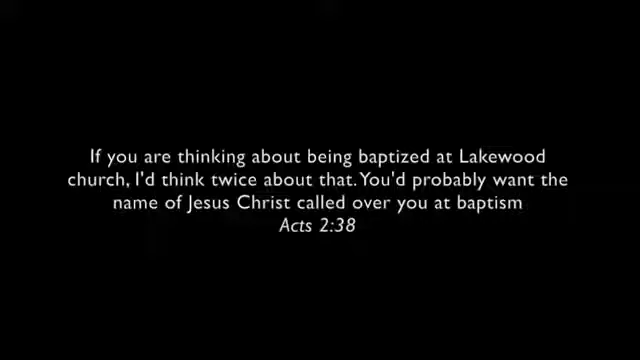 If you are thinking about being baptized at Lakewood
church, I'd think twice about that. You'd probably want the
name of Jesus Christ called over you at baptism
Acts 2:38